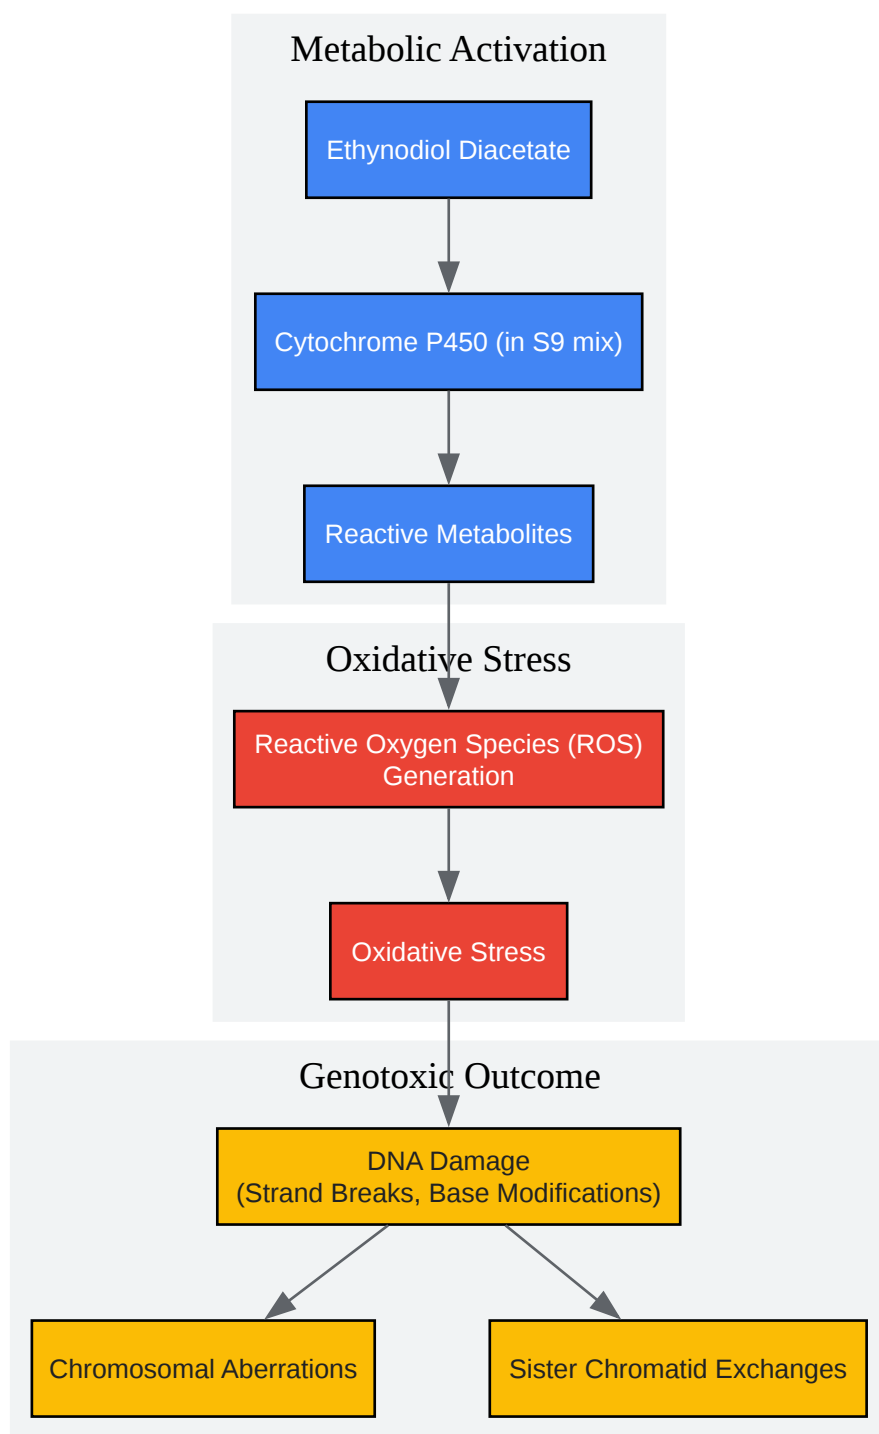 Metabolic Activation
Ethynodiol Diacetate
Cytochrome P450 (in S9 mix)
Reactive Metabolites
Oxidative Stress
Reactive Oxygen Species (ROS)
Generation
Oxidative Stress
Genotoxic Outcome
DNA Damage
(Strand Breaks, Base Modifications)
Chromosomal Aberrations
Sister Chromatid Exchanges